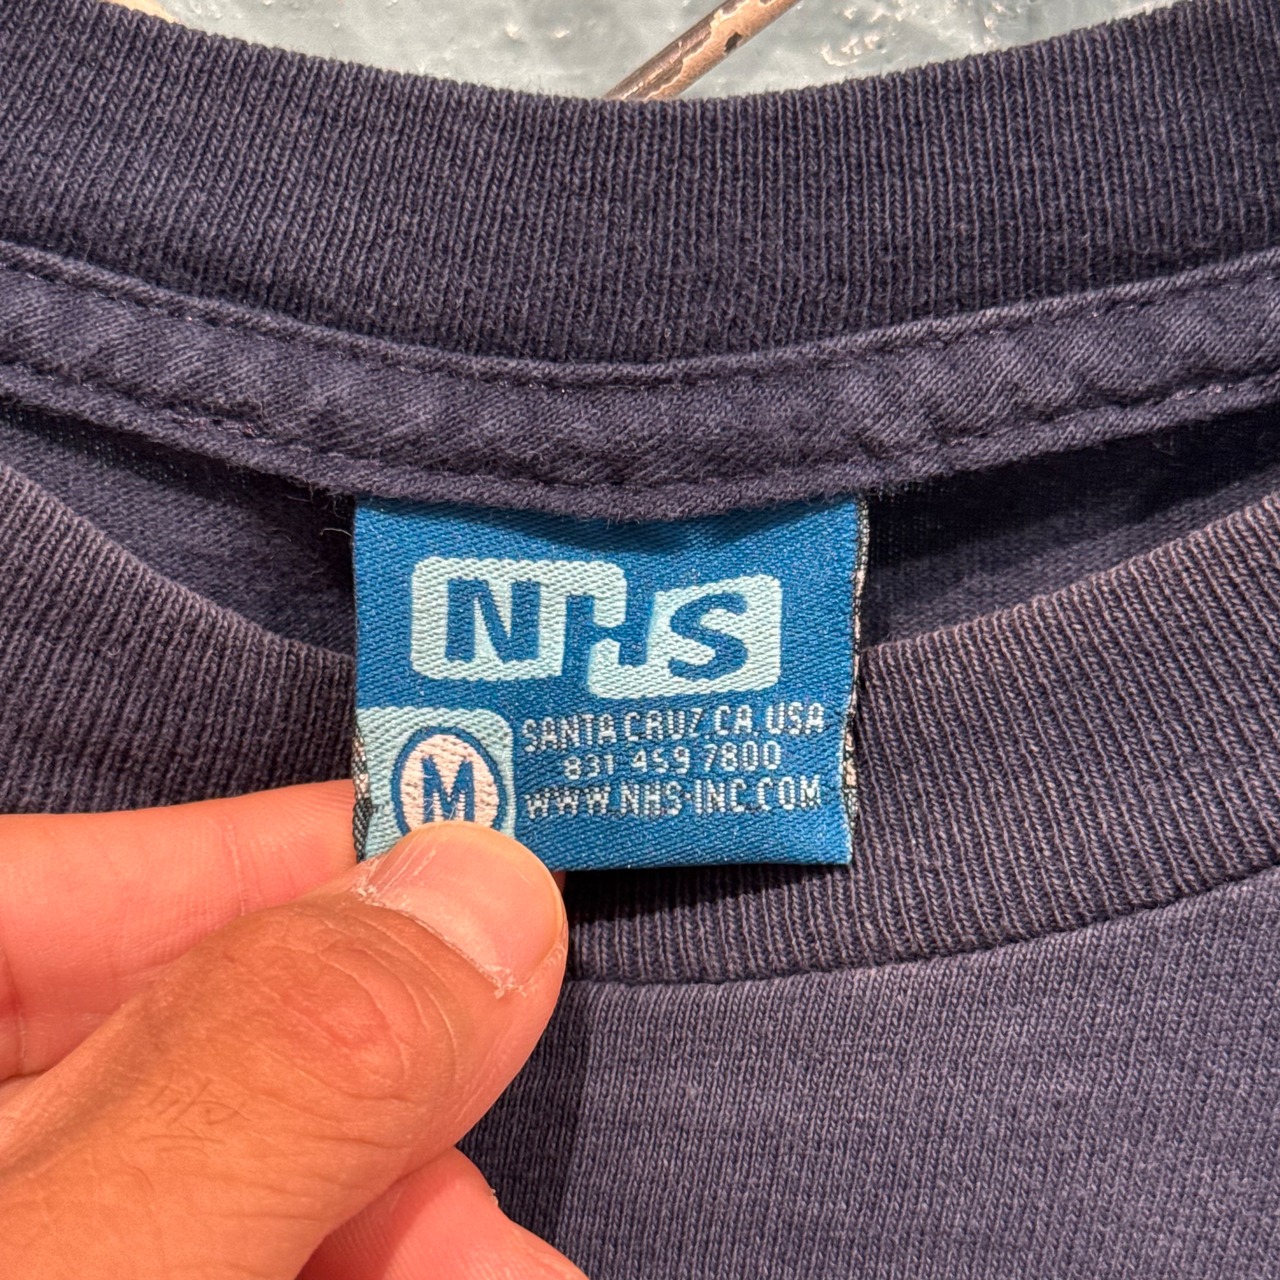 NHS
SANTA CRUZ, CA, USA
831 459 7800
WWW.NHS-INC.COM
M